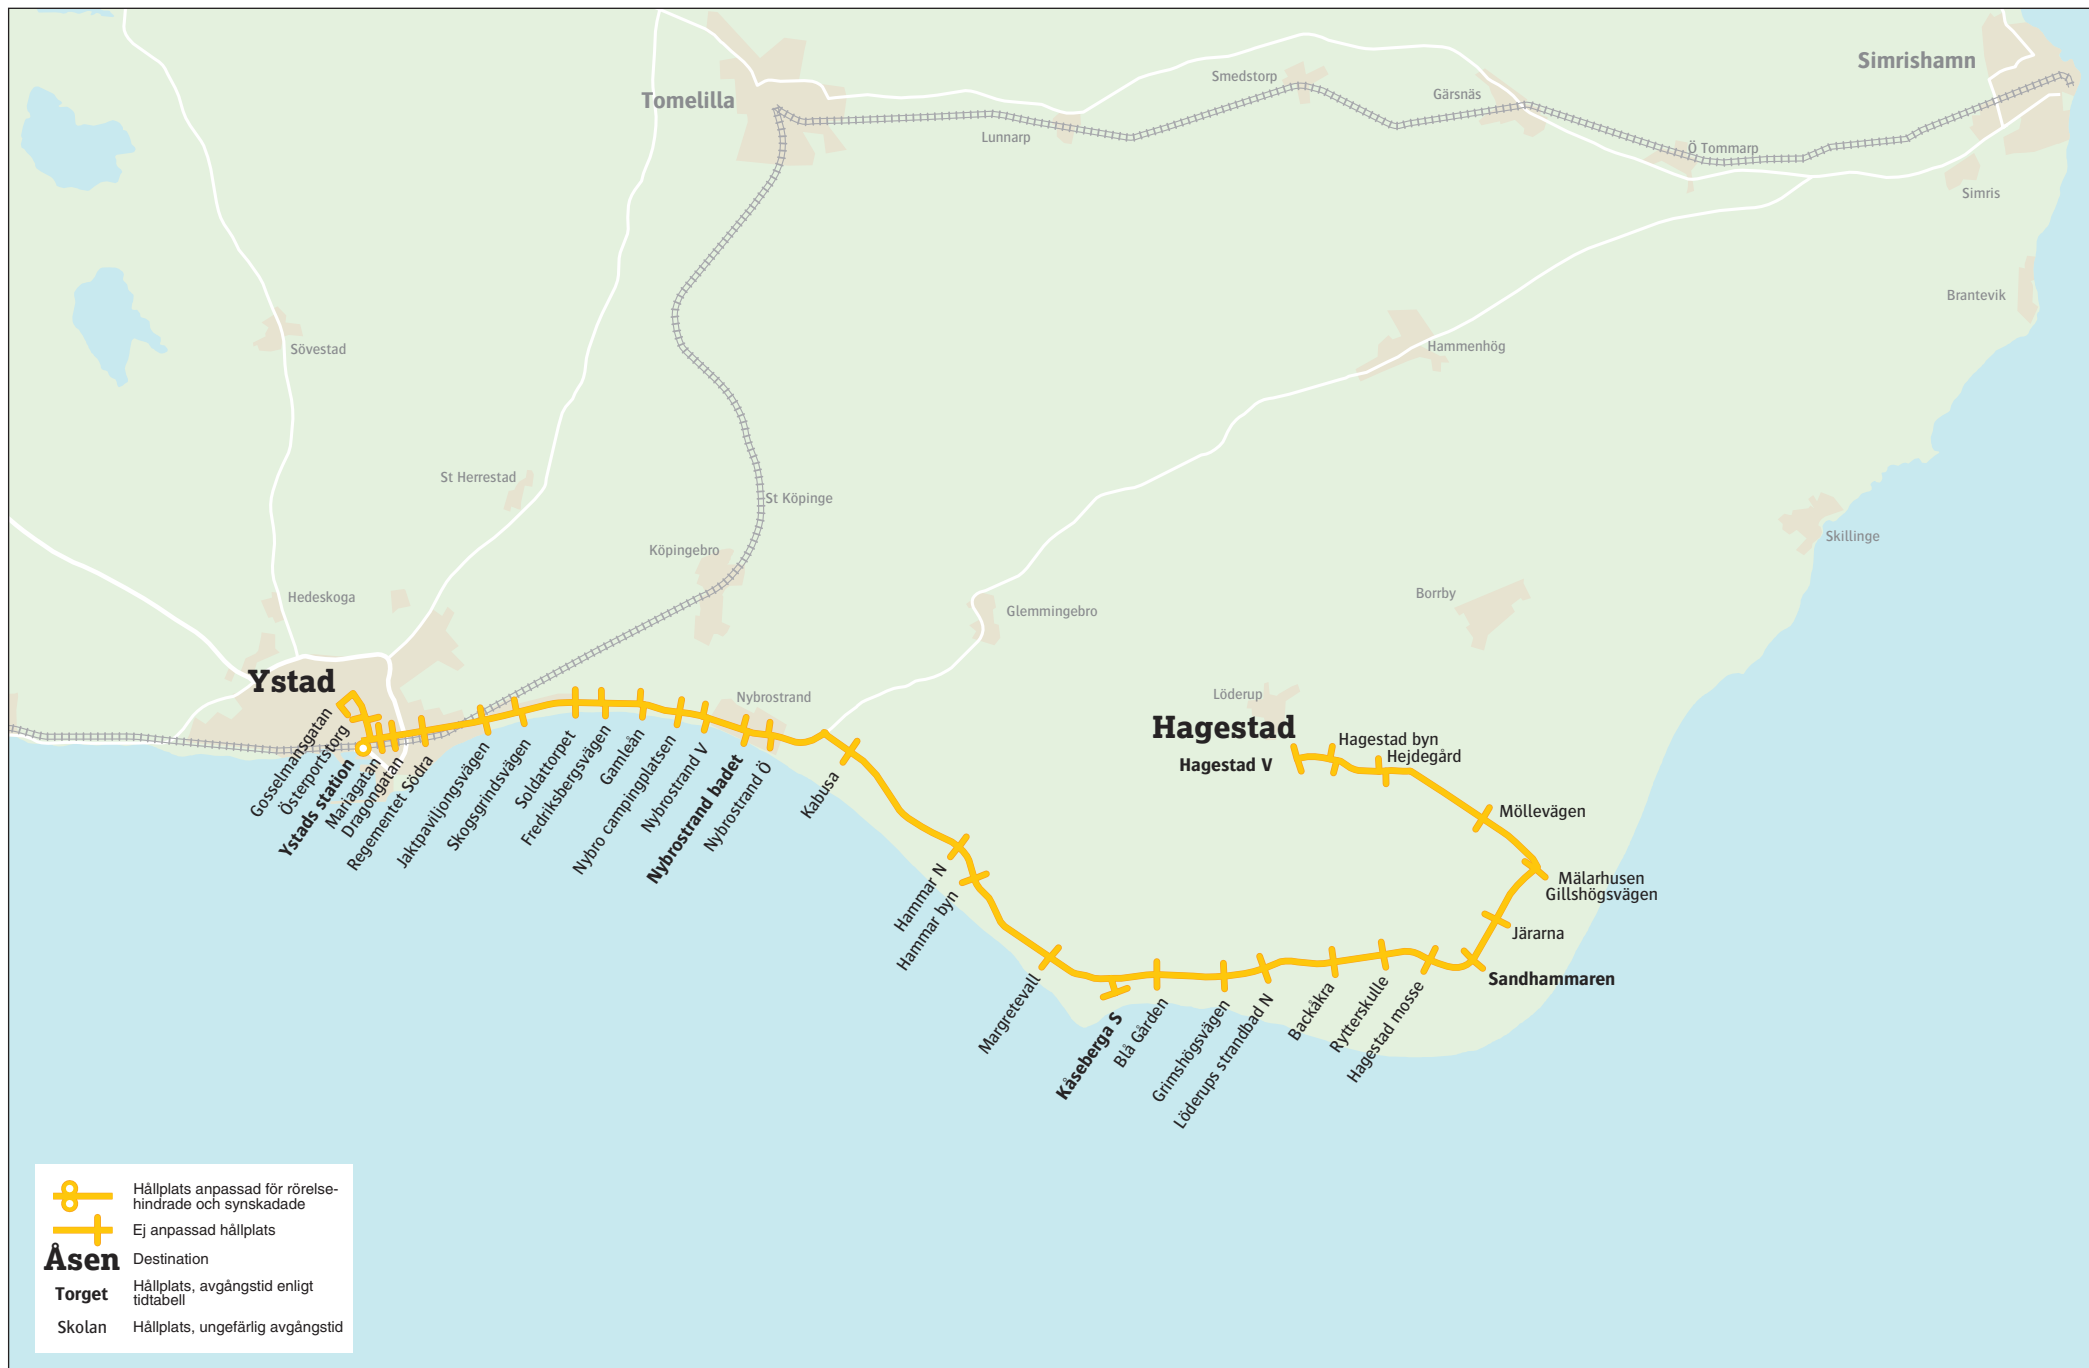 Simrishamn
Tomelilla
Smedstorp
Gärsnäs
Lunnarp
Ö Tommarp
Simris
Brantevik
Sövestad
Hammenhög
St Herrestad
St Köpinge
Skillinge
Köpingebro
Hedeskoga
Glemmingebro
Borrby
Ystad
Nybrostrand
Löderup
Hagestad
Hagestad V
Hagestad byn
Hejdegård
Möllevägen
Mälarhusen
Gillshögsvägen
Järarna
Sandhammaren
Gosselmansgatan
Österportstorg
Ystads station
Mariagatan
Dragongatan
Regementet Södra
Jaktpaviljongsvägen
Skogsgrindsvägen
Soldattorpet
Fredriksbergsvägen
Gamleån
Nybro campingplatsen
Nybrostrand V
Nybrostrand badet
Nybrostrand Ö
Kabusa
Hammar N
Hammar byn
Margretevall
Kåseberga S
Blå Gården
Grimshögsvägen
Löderups strandbad N
Backåkra
Rytterskulle
Hagestad mosse
Hållplats anpassad för rörelse-
hindrade och synskadade
Ej anpassad hållplats
Åsen Destination
Torget Hållplats, avgångstid enligt
tidtabell
Skolan Hållplats, ungefärlig avgångstid